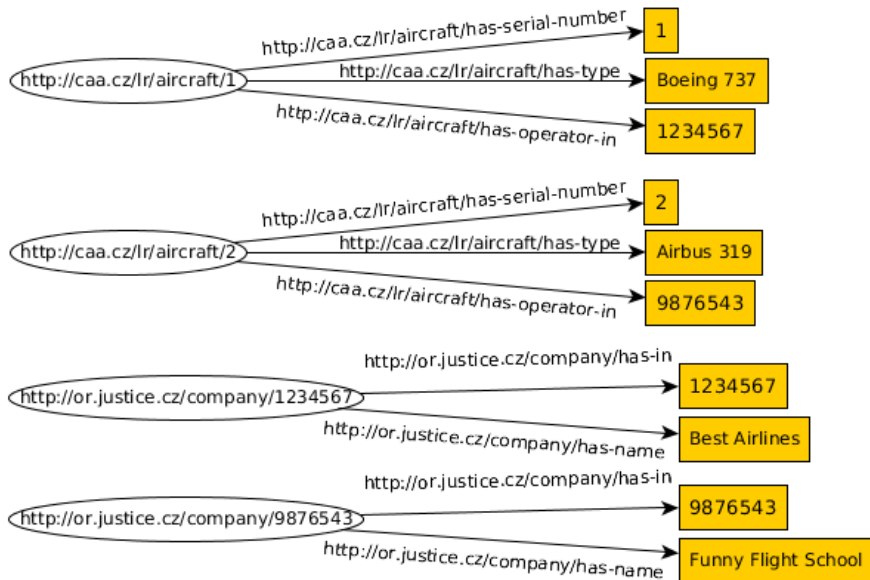 http://caa.cz/lr/aircraft/has-serial-number
1
http://caa.cz/lr/aircraft/1
http://caa.cz/lr/aircraft/has-type
Boeing 737
http://caa.cz/lr/aircraft/has-operator-in
1234567
http://caa.cz/lr/aircraft/has-serial-number
2
http://caa.cz/lr/aircraft/2
http://caa.cz/lr/aircraft/has-type
Airbus 319
http://caa.cz/lr/aircraft/has-operator-in
9876543
http://or.justice.cz/company/has-in
1234567
http://or.justice.cz/company/1234567
http://or.justice.cz/company/has-name
Best Airlines
http://or.justice.cz/company/has-in
9876543
http://or.justice.cz/company/9876543
http://or.justice.cz/company/has-name
Funny Flight School